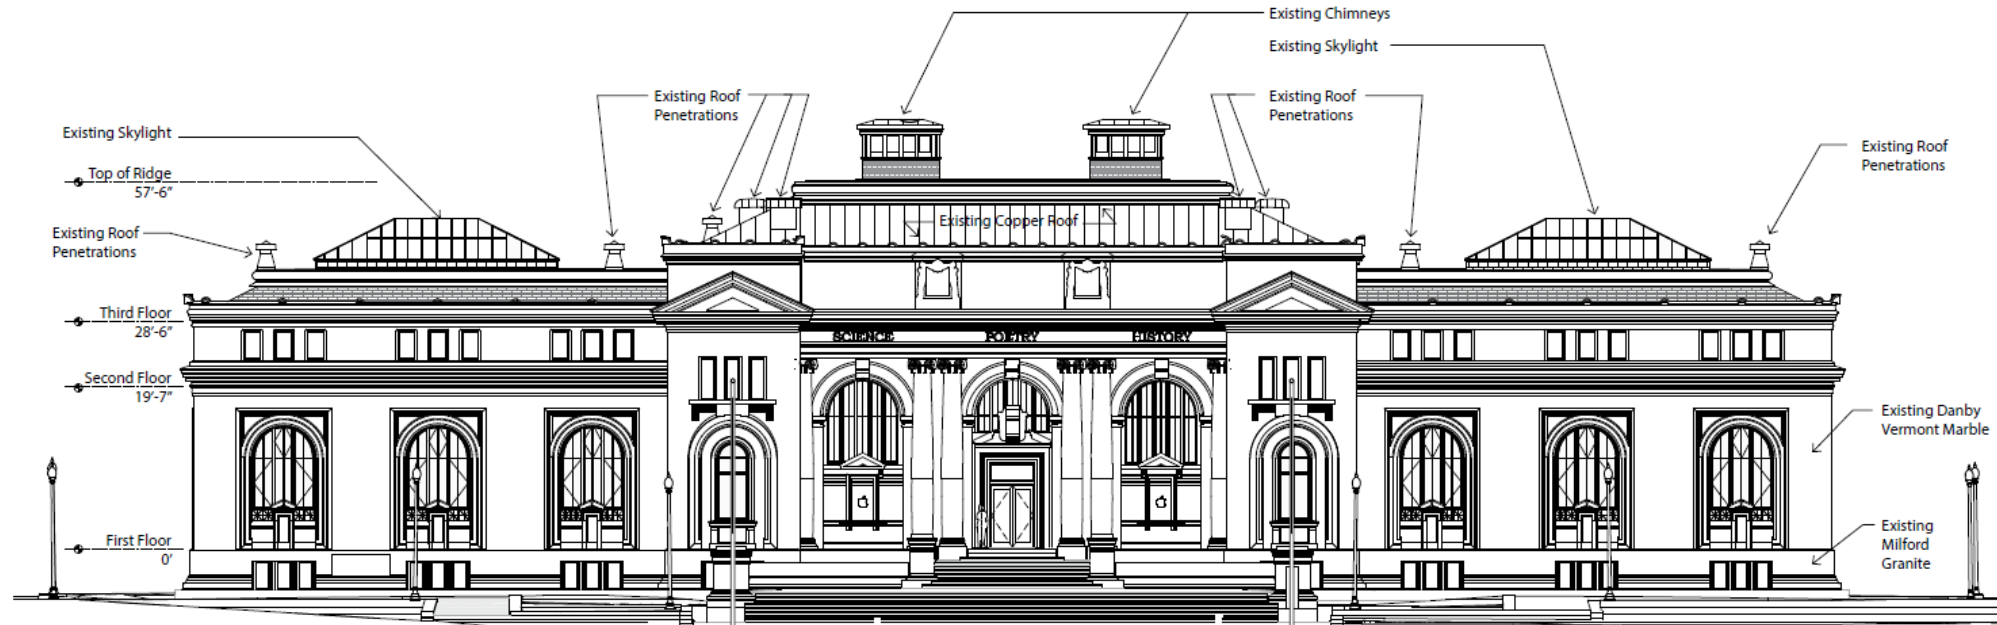 Existing Chimneys
Existing Skylight
Existing Roof
Penetrations
Existing Roof
Penetrations
Existing Skylight
Existing Roof
Penetrations
Top of Ridge
57'-6"
Existing Copper Roof
Existing Roof
Penetrations
Third Floor
28'-6"
SCIENCE
POETRY
HISTORY
Second Floor
19'-7"
Existing Danby
Vermont Marble
First Floor
0'
Existing
Milford
Granite